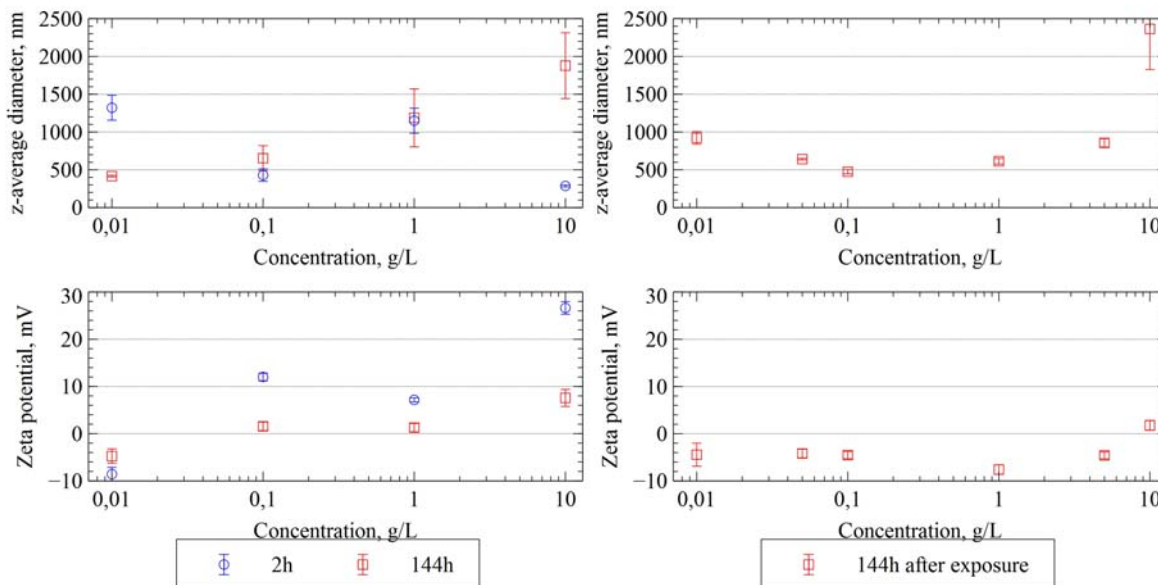 2500
2000
1500
1000
500
0
z-average diameter, nm
0,01 0,1 1 10
Concentration, g/L
2500
2000
1500
1000
500
0
z-average diameter, nm
0,01 0,1 1 10
Concentration, g/L
30
20
10
0
−10
Zeta potential, mV
0,01 0,1 1 10
Concentration, g/L
30
20
10
0
−10
Zeta potential, mV
0,01 0,1 1 10
Concentration, g/L
2h 144h
144h after exposure